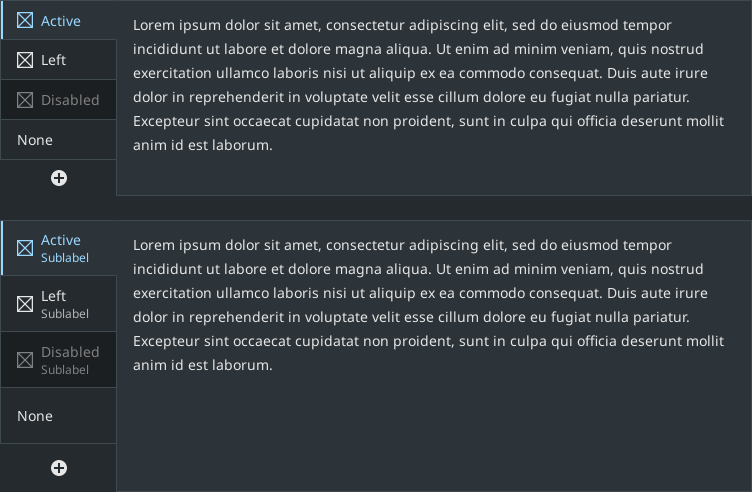 Active
Left
Disabled
None
Lorem ipsum dolor sit amet, consectetur adipiscing elit, sed do eiusmod tempor
incididunt ut labore et dolore magna aliqua. Ut enim ad minim veniam, quis nostrud
exercitation ullamco laboris nisi ut aliquip ex ea commodo consequat. Duis aute irure
dolor in reprehenderit in voluptate velit esse cillum dolore eu fugiat nulla pariatur.
Excepteur sint occaecat cupidatat non proident, sunt in culpa qui officia deserunt mollit
anim id est laborum.
Active
Sublabel
Left
Sublabel
Disabled
Sublabel
None
Lorem ipsum dolor sit amet, consectetur adipiscing elit, sed do eiusmod tempor
incididunt ut labore et dolore magna aliqua. Ut enim ad minim veniam, quis nostrud
exercitation ullamco laboris nisi ut aliquip ex ea commodo consequat. Duis aute irure
dolor in reprehenderit in voluptate velit esse cillum dolore eu fugiat nulla pariatur.
Excepteur sint occaecat cupidatat non proident, sunt in culpa qui officia deserunt mollit
anim id est laborum.